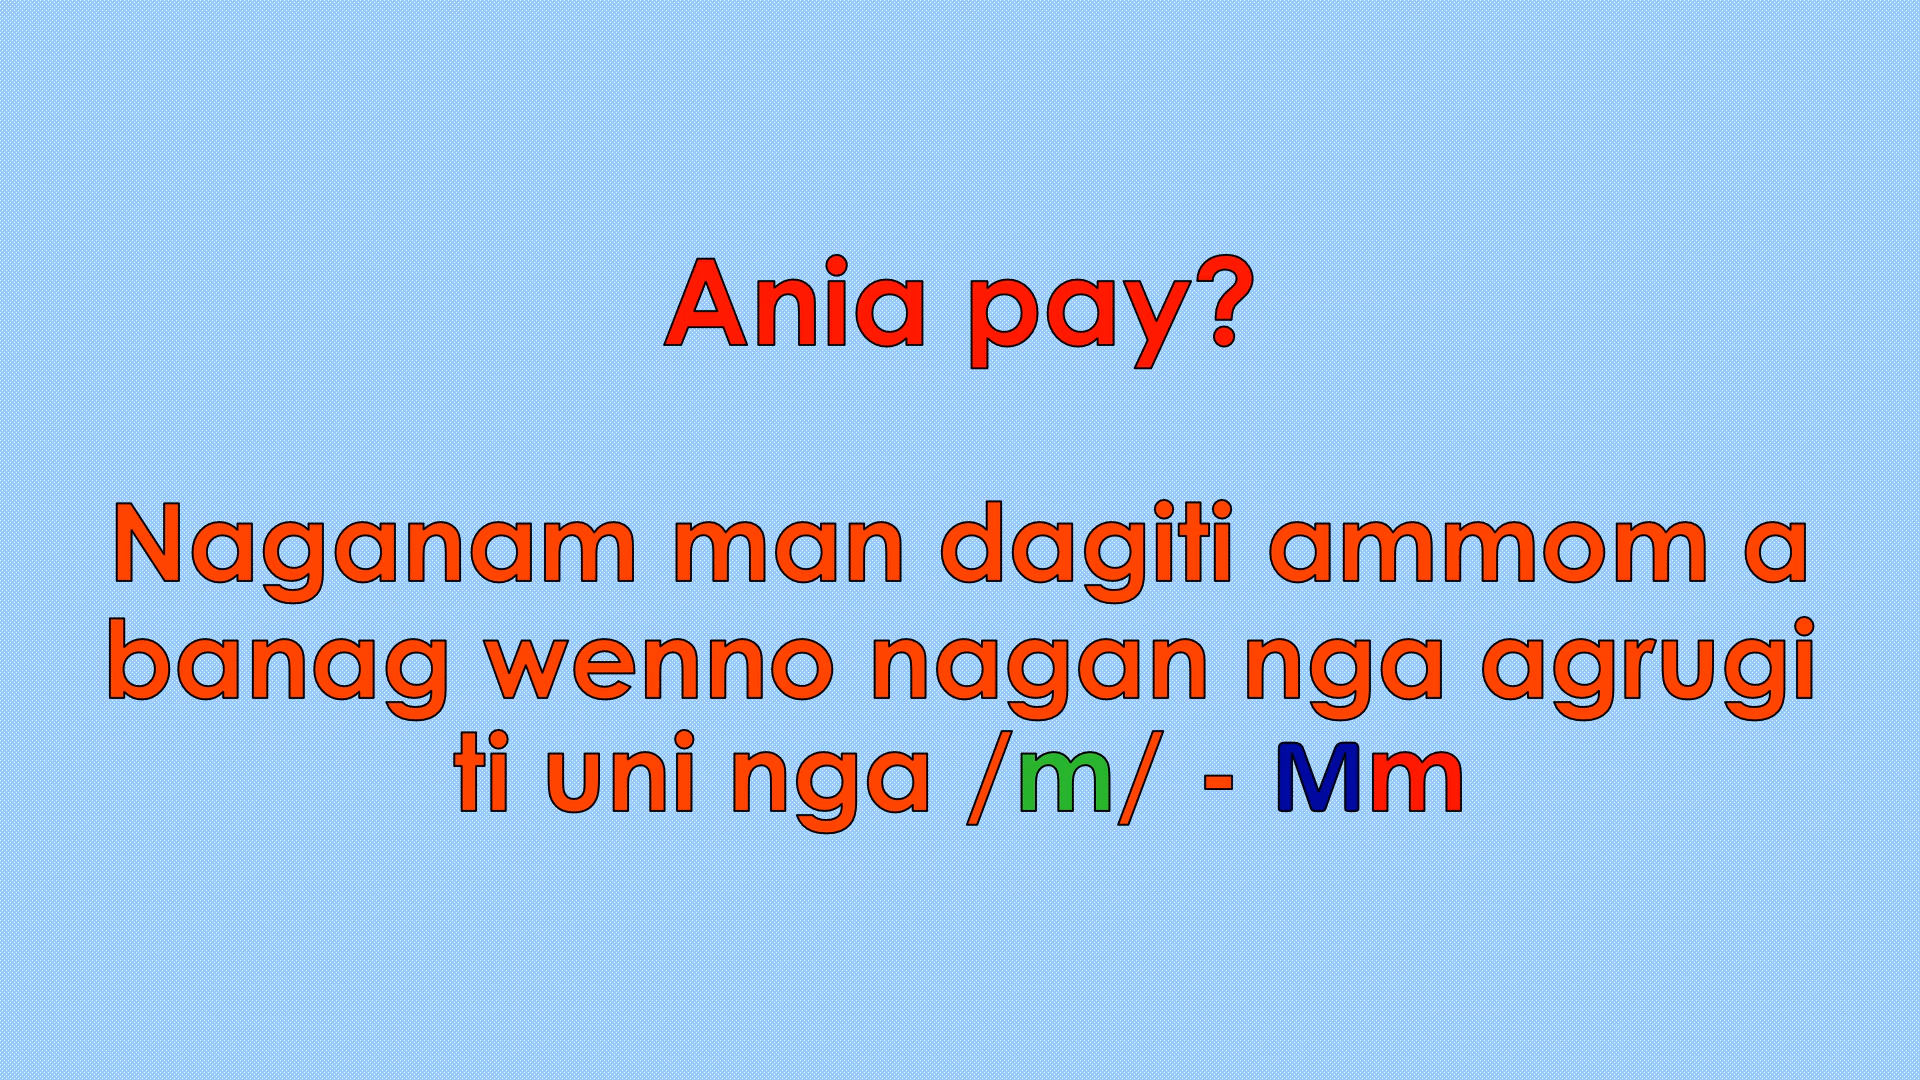 Ania pay?
Naganam man dagiti ammom a
banag wenno nagan nga agrugi
ti uni nga /m/ - Mm